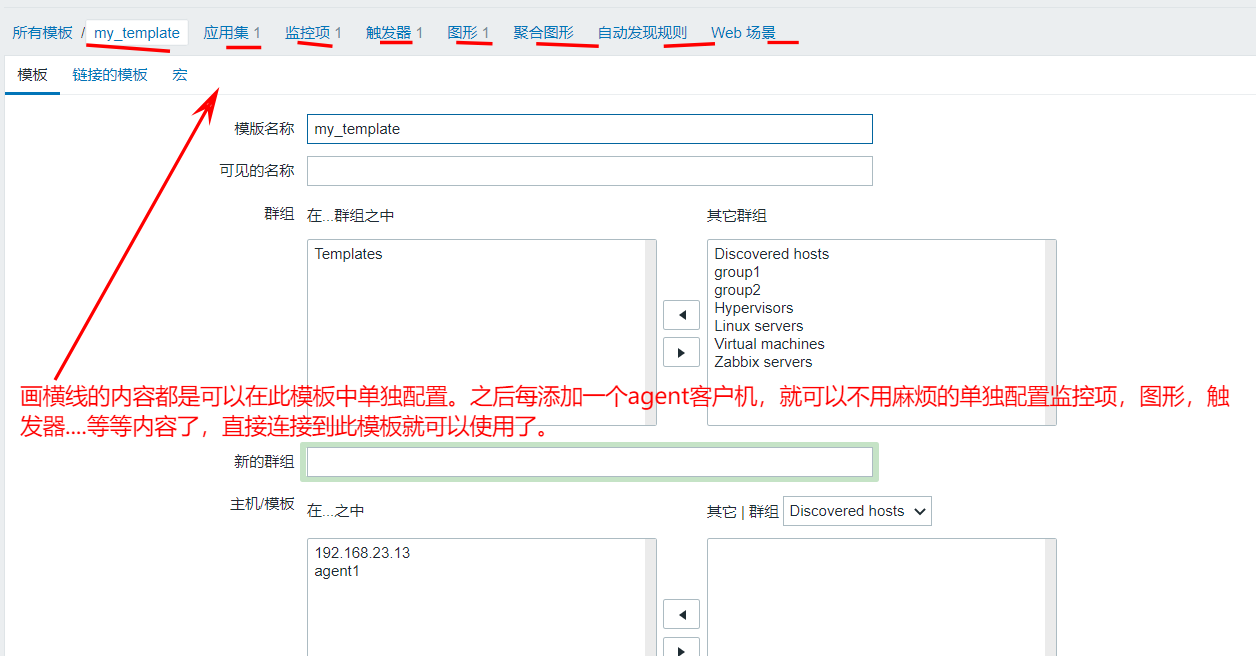 所有模板 / my_template 应用集 1 监控项 1 触发器 1 图形 1 聚合图形 自动发现规则 Web 场景
模板 链接的模板 宏
模版名称 my_template
可见的名称
群组 在...群组之中 其它群组
Templates Discovered hosts
group1
group2
Hypervisors
Linux servers
Virtual machines
Zabbix servers
画横线的内容都是可以在此模板中单独配置。之后每添加一个agent客户机，就可以不用麻烦的单独配置监控项，图形，触
发器....等等内容了，直接连接到此模板就可以使用了。
新的群组
主机/模板 在...之中 其它 | 群组 Discovered hosts
192.168.23.13
agent1